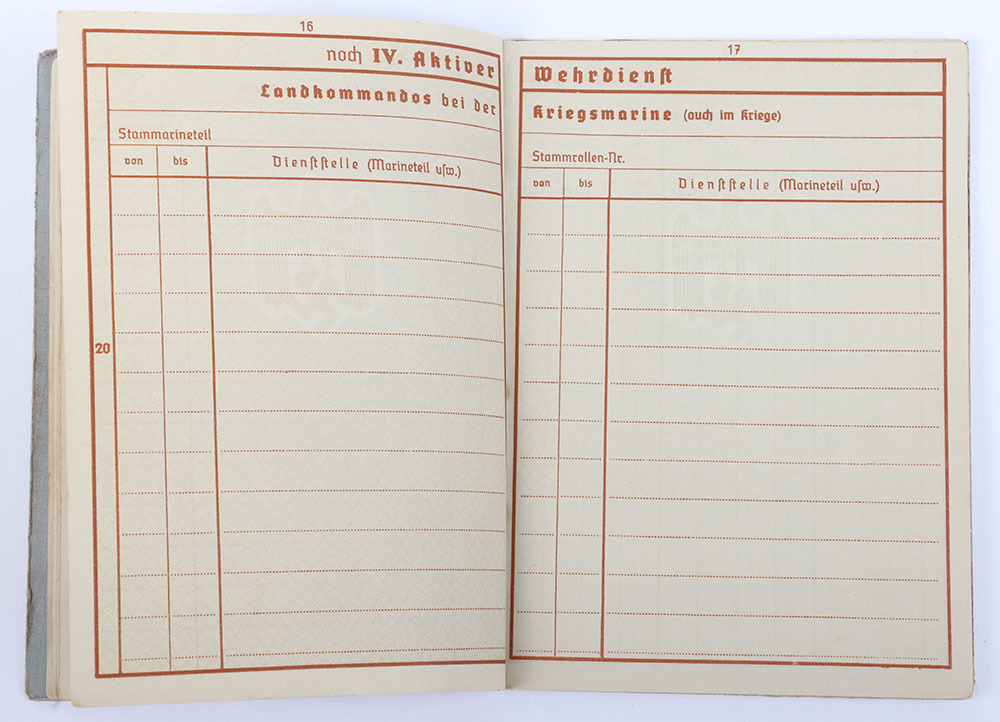 16
noch IV. Aktiver
Landkommandos bei der
Stammarineteil
von bis Dienststelle (Marineteil usw.)
20
17
Wehrdienst
Kriegsmarine (auch im Kriege)
Stammrollen-Nr.
von bis Dienststelle (Marineteil usw.)